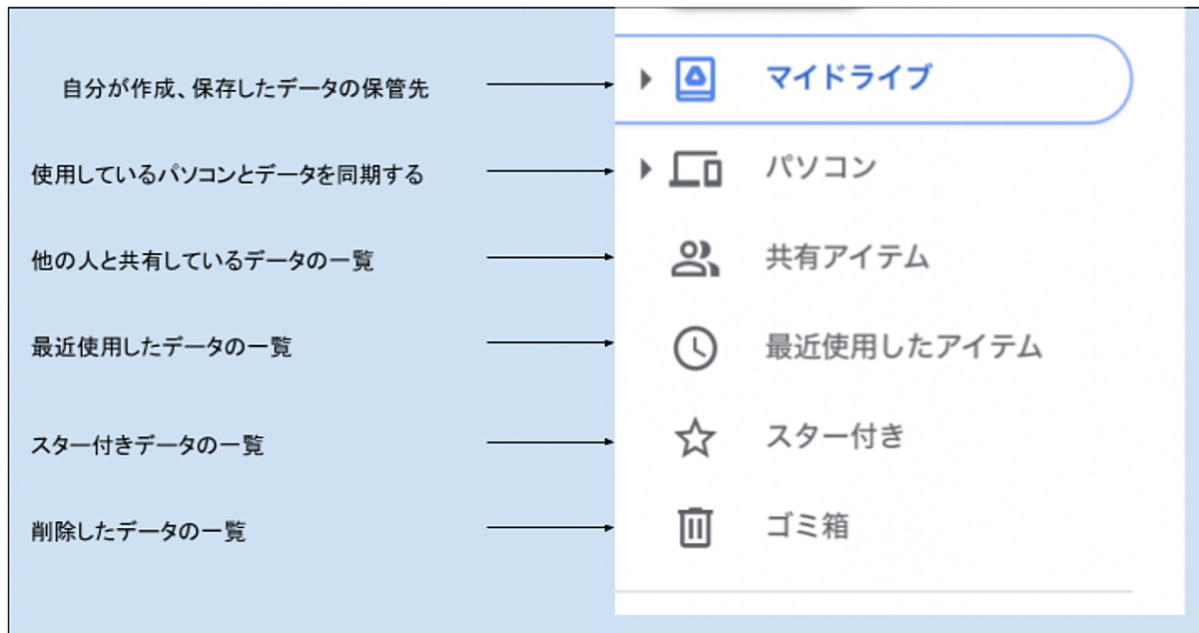 自分が作成、保存したデータの保管先
マイドライブ
使用しているパソコンとデータを同期する
パソコン
他の人と共有しているデータの一覧
共有アイテム
最近使用したデータの一覧
最近使用したアイテム
スター付きデータの一覧
スター付き
削除したデータの一覧
ゴミ箱